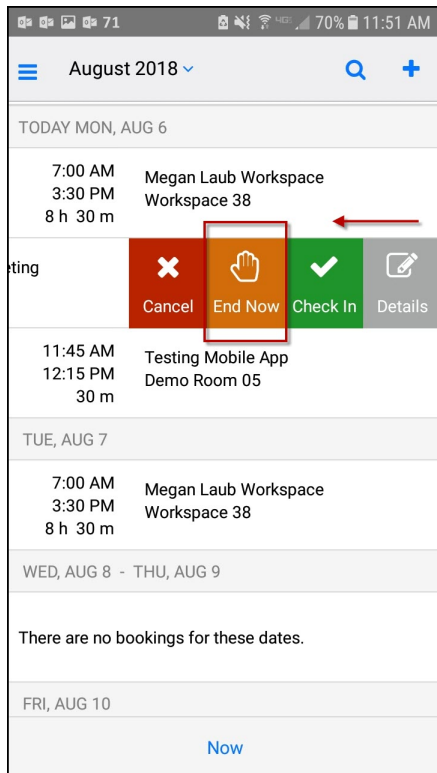 71 70% 11:51 AM
August 2018
TODAY MON, AUG 6
7:00 AM
3:30 PM
8 h 30 m
Megan Laub Workspace
Workspace 38
eting
Cancel
End Now
Check In
Details
11:45 AM
12:15 PM
30 m
Testing Mobile App
Demo Room 05
TUE, AUG 7
7:00 AM
3:30 PM
8 h 30 m
Megan Laub Workspace
Workspace 38
WED, AUG 8 - THU, AUG 9
There are no bookings for these dates.
FRI, AUG 10
Now